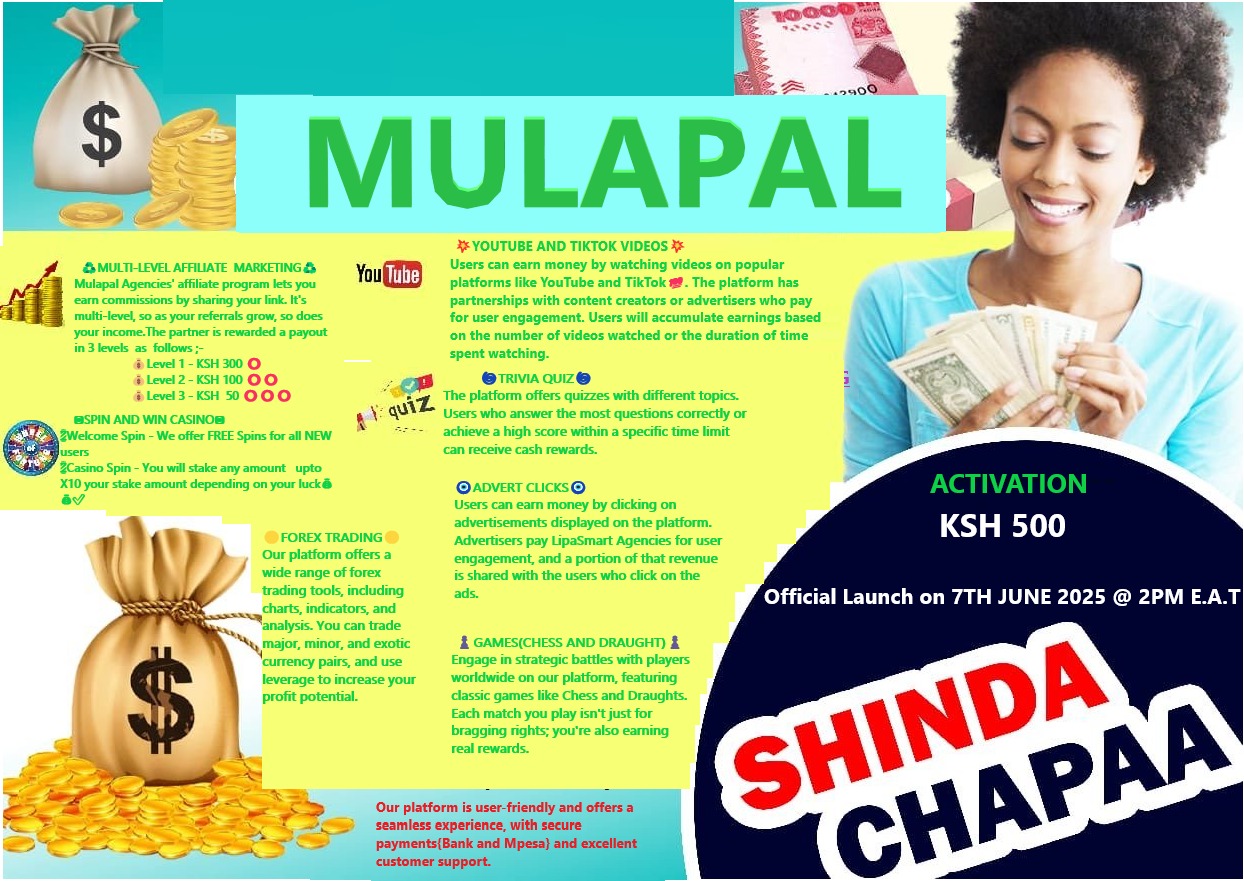 10000
MULAPAL
MULTI-LEVEL AFFILIATE MARKETING
Mulapal Agencies' affiliate program lets you
earn commissions by sharing your link. It's
multi-level, so as your referrals grow, so does
your income.The partner is rewarded a payout
in 3 levels as follows ;-
Level 1 - KSH 300
Level 2 - KSH 100
Level 3 - KSH 50
SPIN AND WIN CASINO
Welcome Spin - We offer FREE Spins for all NEW
users
Casino Spin - You will stake any amount upto
X10 your stake amount depending on your luck
FOREX TRADING
Our platform offers a
wide range of forex
trading tools, including
charts, indicators, and
analysis. You can trade
major, minor, and exotic
currency pairs, and use
leverage to increase your
profit potential.
YouTube
YOUTUBE AND TIKTOK VIDEOS
Users can earn money by watching videos on popular
platforms like YouTube and TikTok. The platform has
partnerships with content creators or advertisers who pay
for user engagement. Users will accumulate earnings based
on the number of videos watched or the duration of time
spent watching.
quiz
TRIVIA QUIZ
The platform offers quizzes with different topics.
Users who answer the most questions correctly or
achieve a high score within a specific time limit
can receive cash rewards.
ADVERT CLICKS
Users can earn money by clicking on
advertisements displayed on the platform.
Advertisers pay LipaSmart Agencies for user
engagement, and a portion of that revenue
is shared with the users who click on the
ads.
GAMES(CHESS AND DRAUGHT)
Engage in strategic battles with players
worldwide on our platform, featuring
classic games like Chess and Draughts.
Each match you play isn't just for
bragging rights; you're also earning
real rewards.
Our platform is user-friendly and offers a
seamless experience, with secure
payments(Bank and Mpesa) and excellent
customer support.
ACTIVATION
KSH 500
Official Launch on 7TH JUNE 2025 @ 2PM E.A.T
SHINDA
CHAPAA